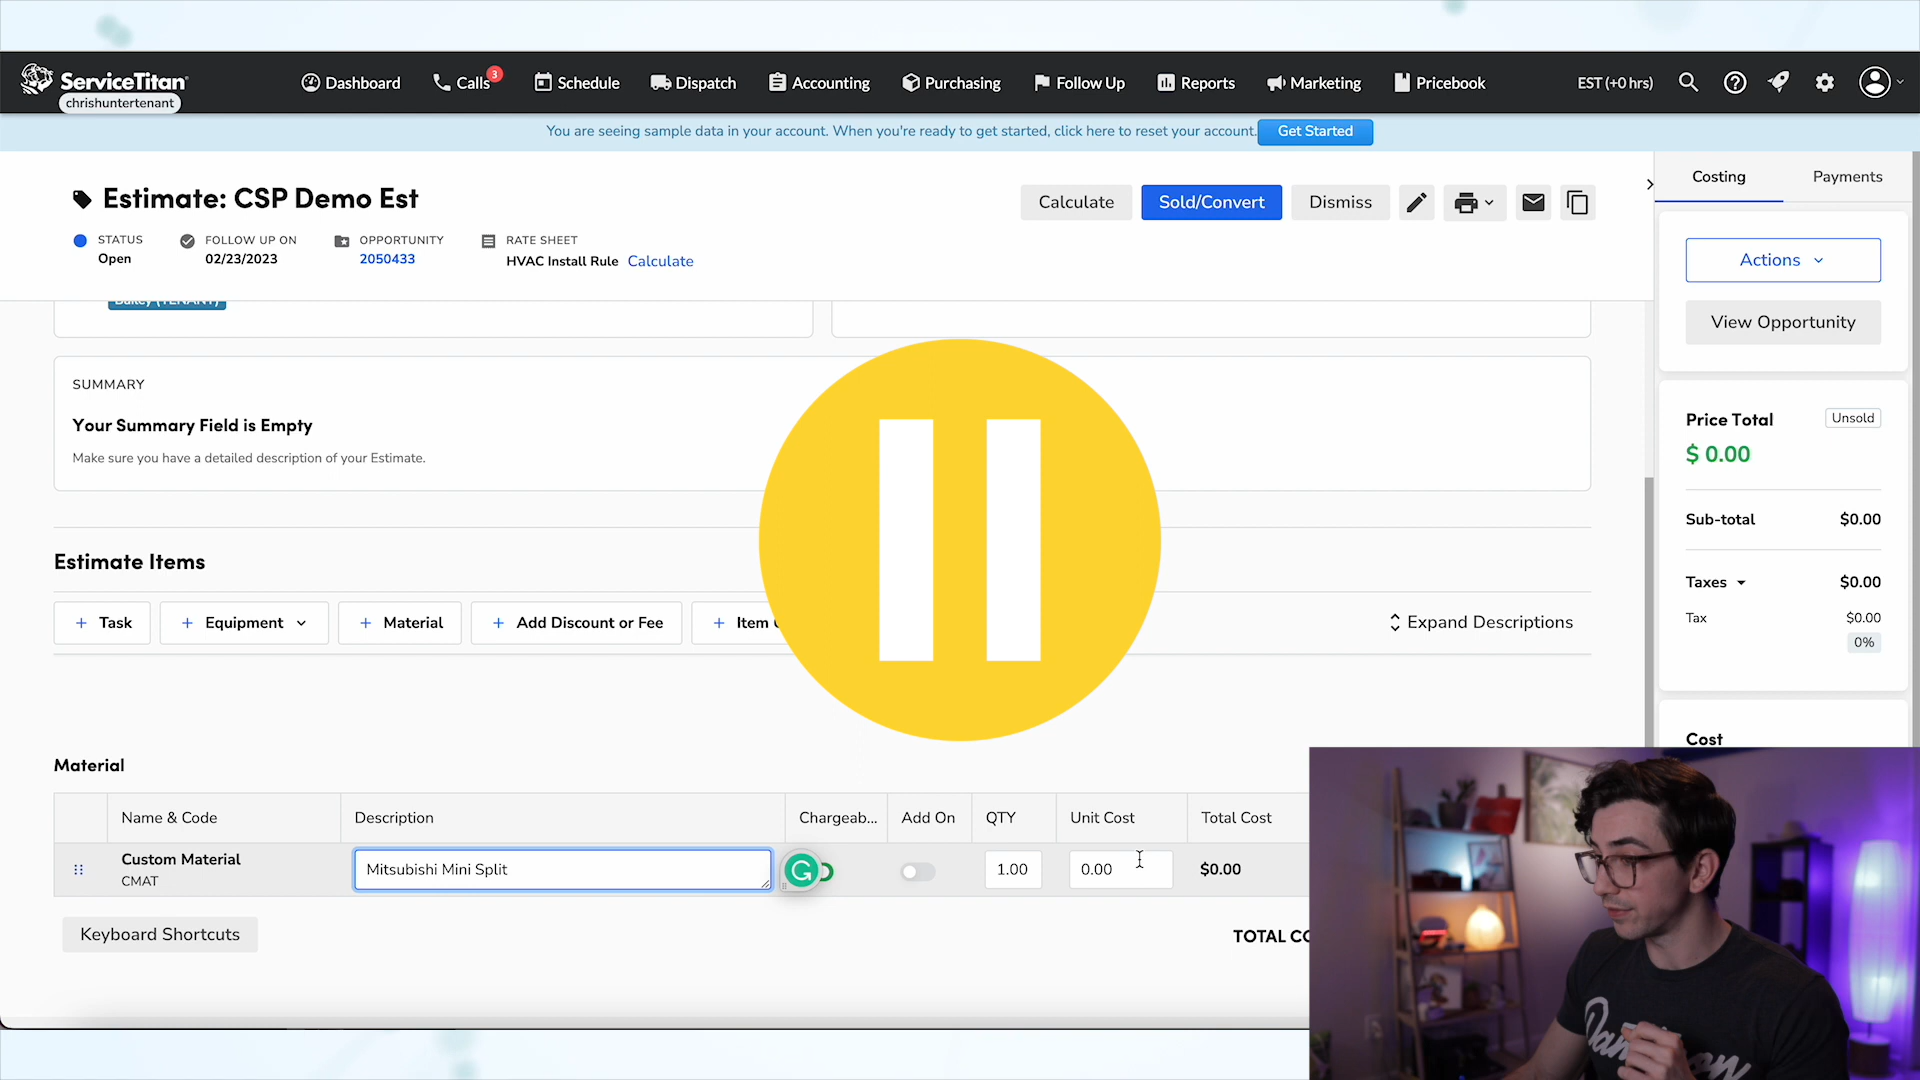 ServiceTitan
chrishuntertenant
Dashboard
Calls 3
Schedule
Dispatch
Accounting
Purchasing
Follow Up
Reports
Marketing
Pricebook
EST (+0 hrs)
You are seeing sample data in your account. When you're ready to get started, click here to reset your account.
Get Started
Estimate: CSP Demo Est
Calculate
Sold/Convert
Dismiss
STATUS
Open
FOLLOW UP ON
02/23/2023
OPPORTUNITY
2050433
RATE SHEET
HVAC Install Rule Calculate
Costing
Payments
Actions
View Opportunity
SUMMARY
Your Summary Field is Empty
Make sure you have a detailed description of your Estimate.
Price Total
Unsold
$ 0.00
Sub-total $0.00
Taxes $0.00
Tax $0.00
0%
Cost
Estimate Items
+ Task
+ Equipment
+ Material
+ Add Discount or Fee
+ Item
Expand Descriptions
Material
Name & Code
Description
Chargeab...
Add On
QTY
Unit Cost
Total Cost
Custom Material
CMAT
Mitsubishi Mini Split
G
1.00
0.00
$0.00
Keyboard Shortcuts
TOTAL